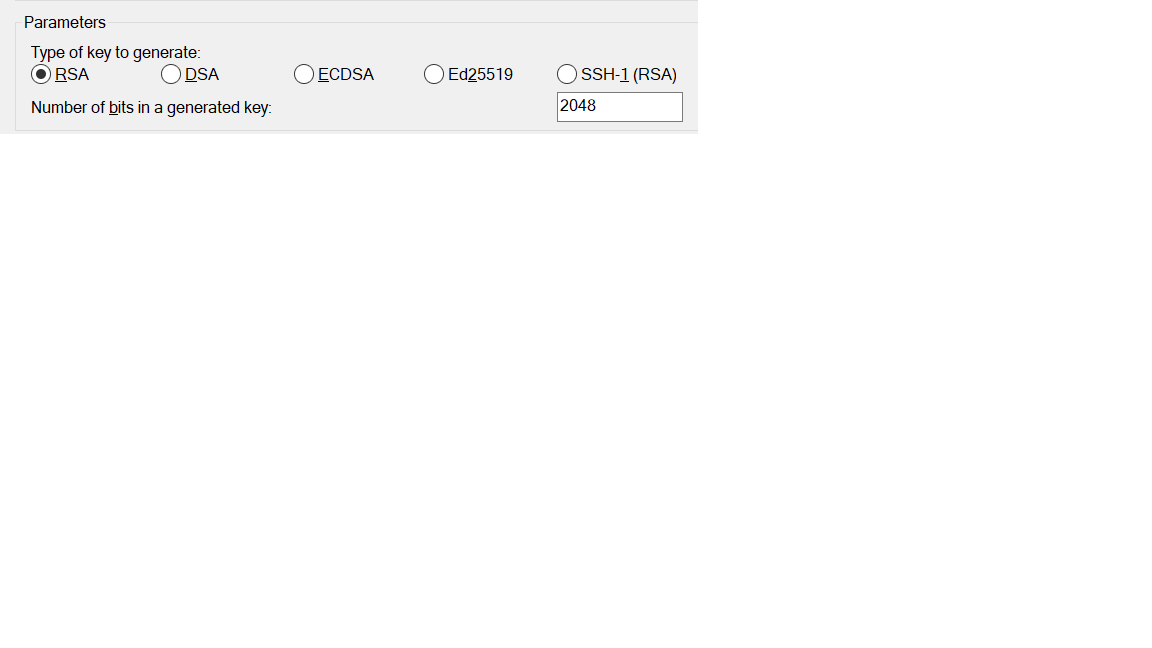 Parameters
Type of key to generate:
RSA DSA ECDSA Ed25519 SSH-1 (RSA)
Number of bits in a generated key: 2048